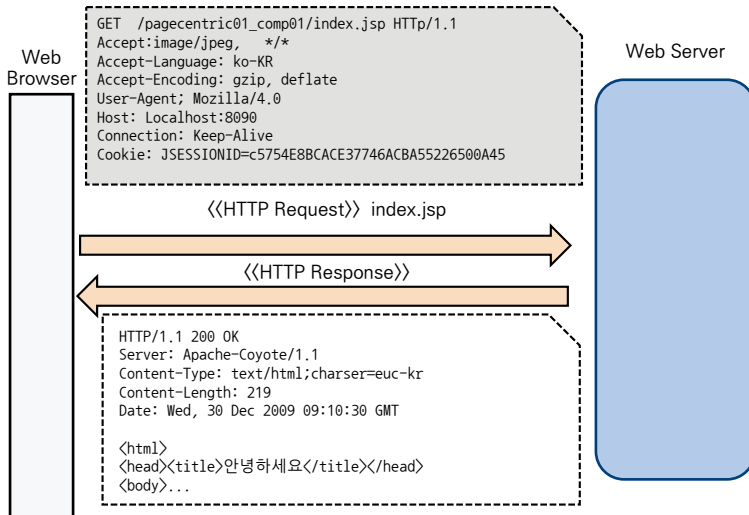 GET  /pagecentric01_comp01/index.jsp HTTp/1.1
Accept:image/jpeg,   */*
Accept-Language: ko-KR
Accept-Encoding: gzip, deflate
User-Agent; Mozilla/4.0
Host: Localhost:8090
Connection: Keep-Alive
Cookie: JSESSIONID=c5754E8BCACE37746ACBA55226500A45
Web
Browser
Web Server
《HTTP Request》 index.jsp
《HTTP Response》
HTTP/1.1 200 OK
Server: Apache-Coyote/1.1
Content-Type: text/html;charser=euc-kr
Content-Length: 219
Date: Wed, 30 Dec 2009 09:10:30 GMT
<html>
<head><title>안녕하세요</title></head>
<body>...